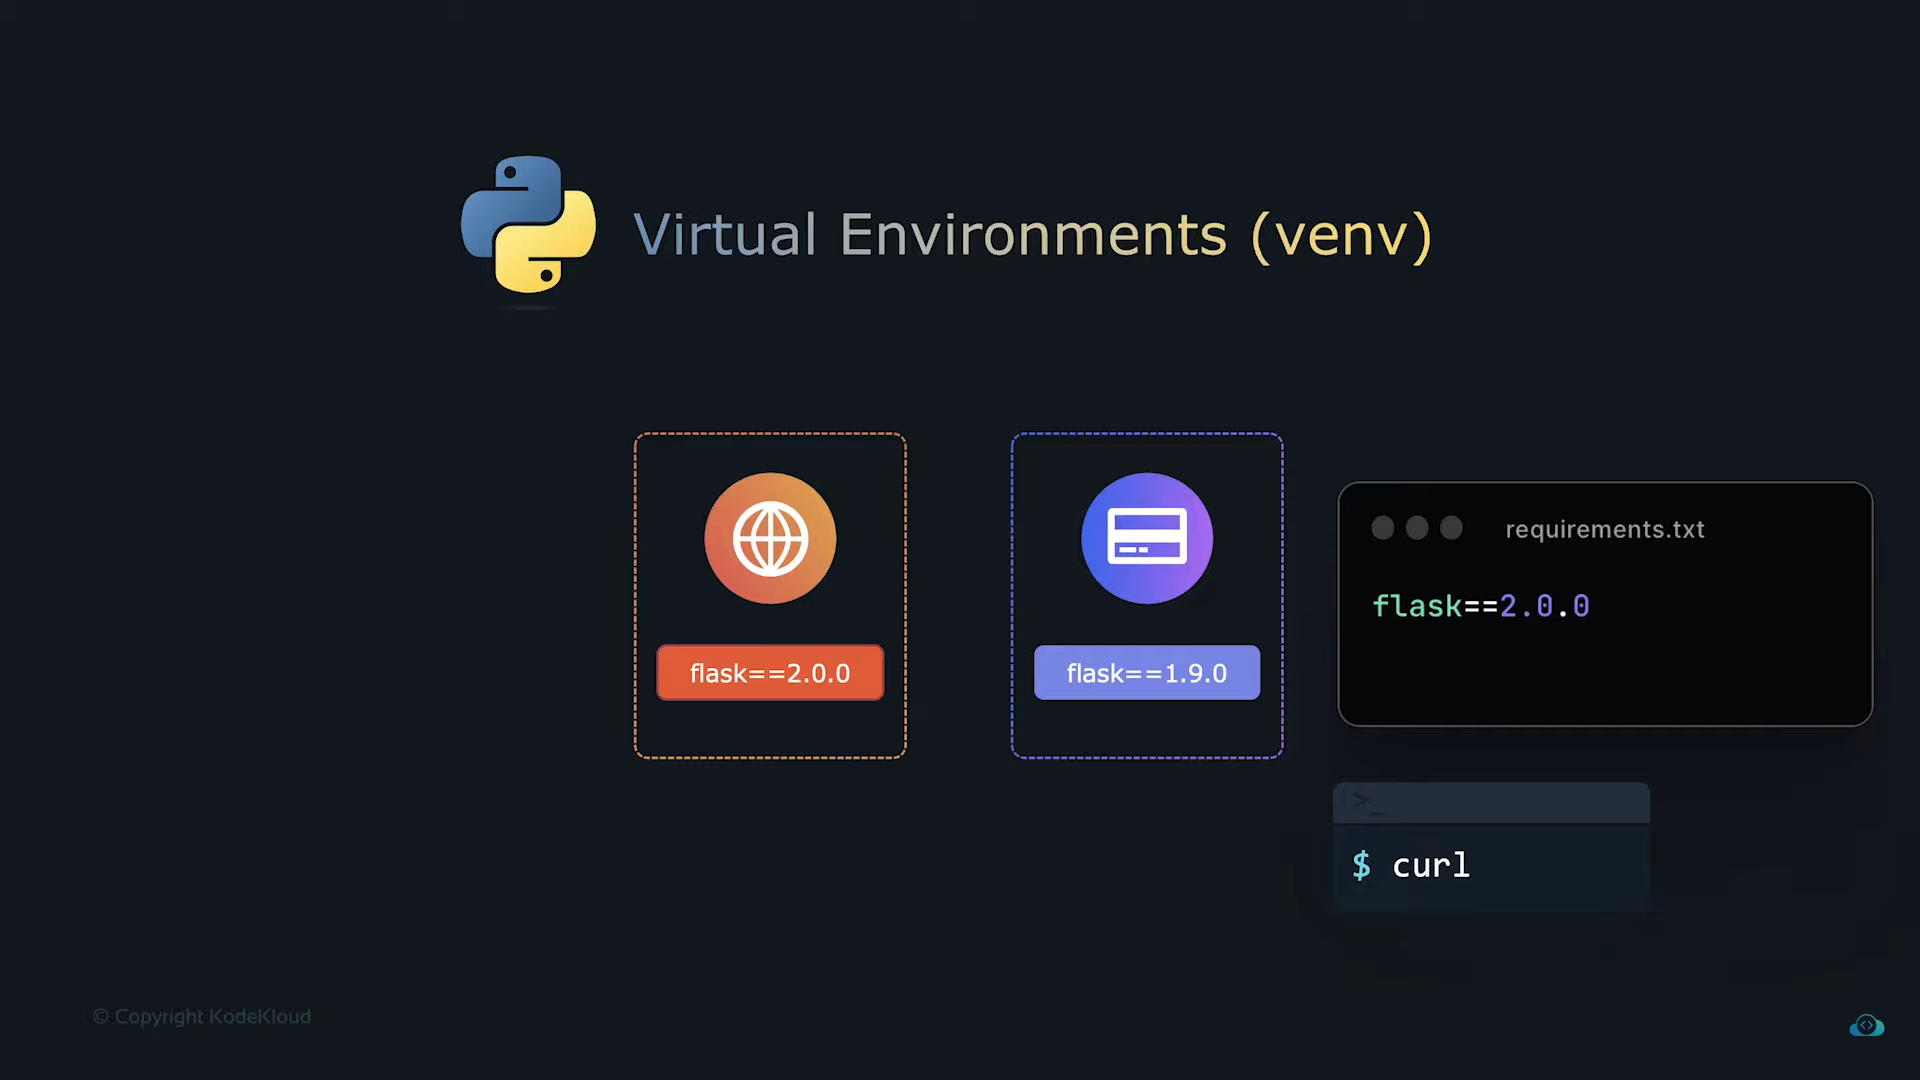 Virtual Environments (venv)
flask==2.0.0
flask==1.9.0
requirements.txt
flask==2.0.0
>_
$ curl
© Copyright KodeKloud